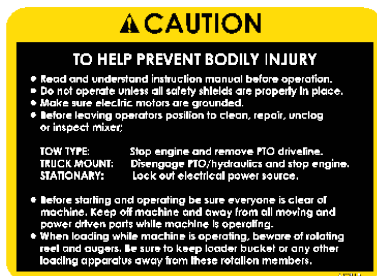 CAUTION
TO HELP PREVENT BODILY INJURY
• Read and understand instruction manual before operation.
• Do not operate unless all safety shields are properly in place.
• Make sure electric motors are grounded.
• Before leaving operators position to clean, repair, unclog
or inspect mixer;
TOW TYPE: Stop engine and remove PTO driveline.
TRUCK MOUNT: Disengage PTO/hydraulics and stop engine.
STATIONARY: Lock out electrical power source.
• Before starting and operating be sure everyone is clear of
machine. Keep off machine and away from all moving and
power driven parts while machine is operating.
• When loading while machine is operating, beware of rotating
reel and augers. Be sure to keep loader bucket or any other
loading apparatus away from these rotation members.